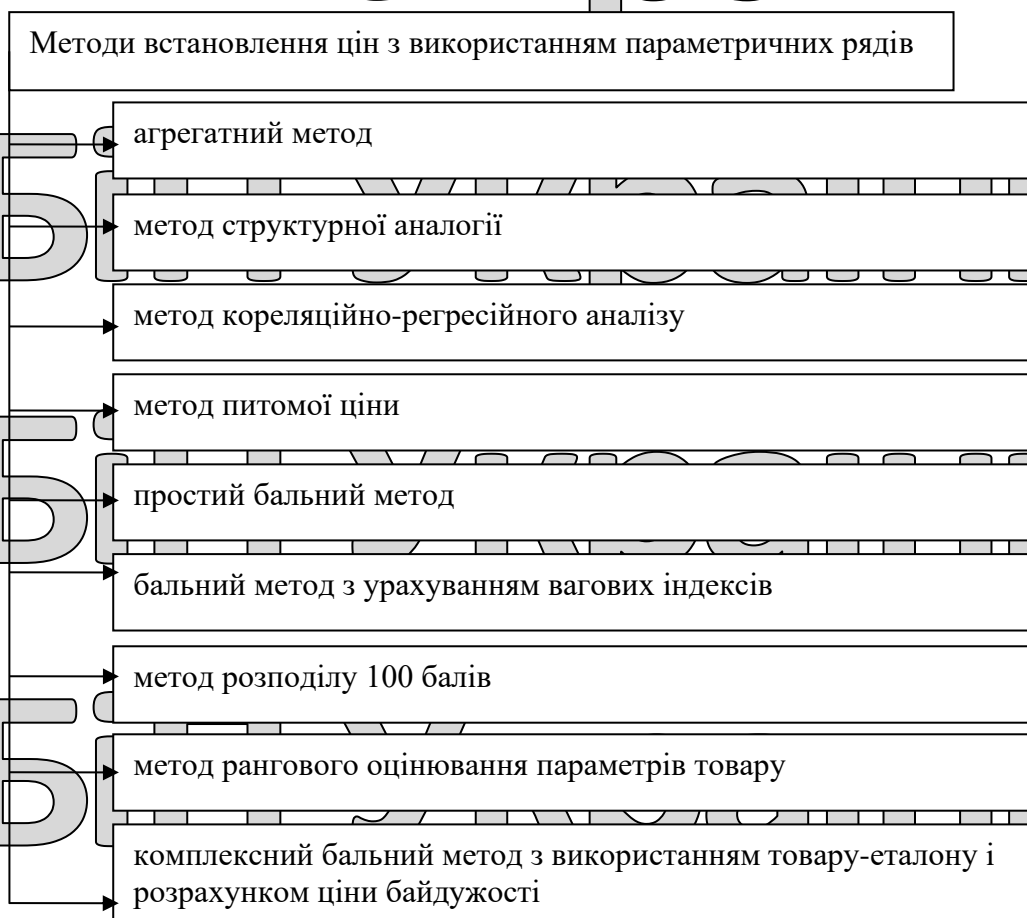 Методи встановлення цін з використанням параметричних рядів
агрегатний метод
метод структурної аналогії
метод кореляційно-регресійного аналізу
метод питомої ціни
простий бальний метод
бальний метод з урахуванням вагових індексів
метод розподілу 100 балів
метод рангового оцінювання параметрів товару
комплексний бальний метод з використанням товару-еталону і
розрахунком ціни байдужості